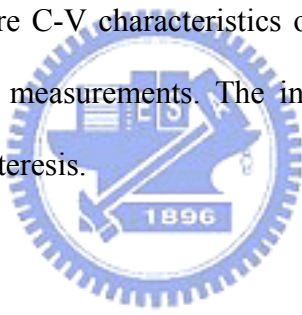 re C-V characteristics
measurements. The in
teresis.
1896